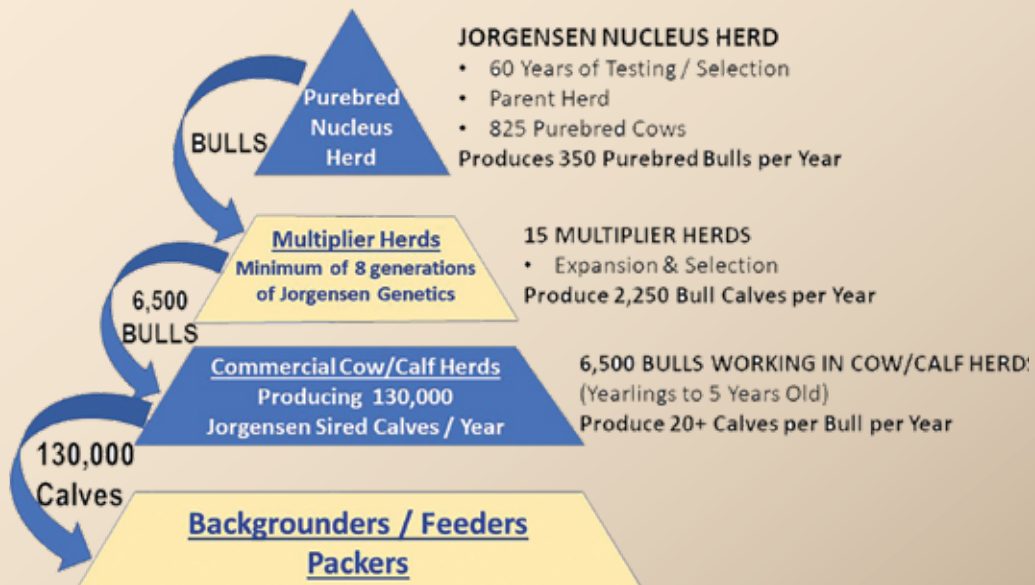 JORGENSEN NUCLEUS HERD
• 60 Years of Testing / Selection
• Parent Herd
• 825 Purebred Cows
Produces 350 Purebred Bulls per Year
Purebred
Nucleus
Herd
BULLS
Multiplier Herds
Minimum of 8 generations
of Jorgensen Genetics
15 MULTIPLIER HERDS
• Expansion & Selection
Produce 2,250 Bull Calves per Year
6,500
BULLS
Commercial Cow/Calf Herds
Producing 130,000
Jorgensen Sired Calves / Year
6,500 BULLS WORKING IN COW/CALF HERD
(Yearlings to 5 Years Old)
Produce 20+ Calves per Bull per Year
130,000
Calves
Backgrounders / Feeders
Packers